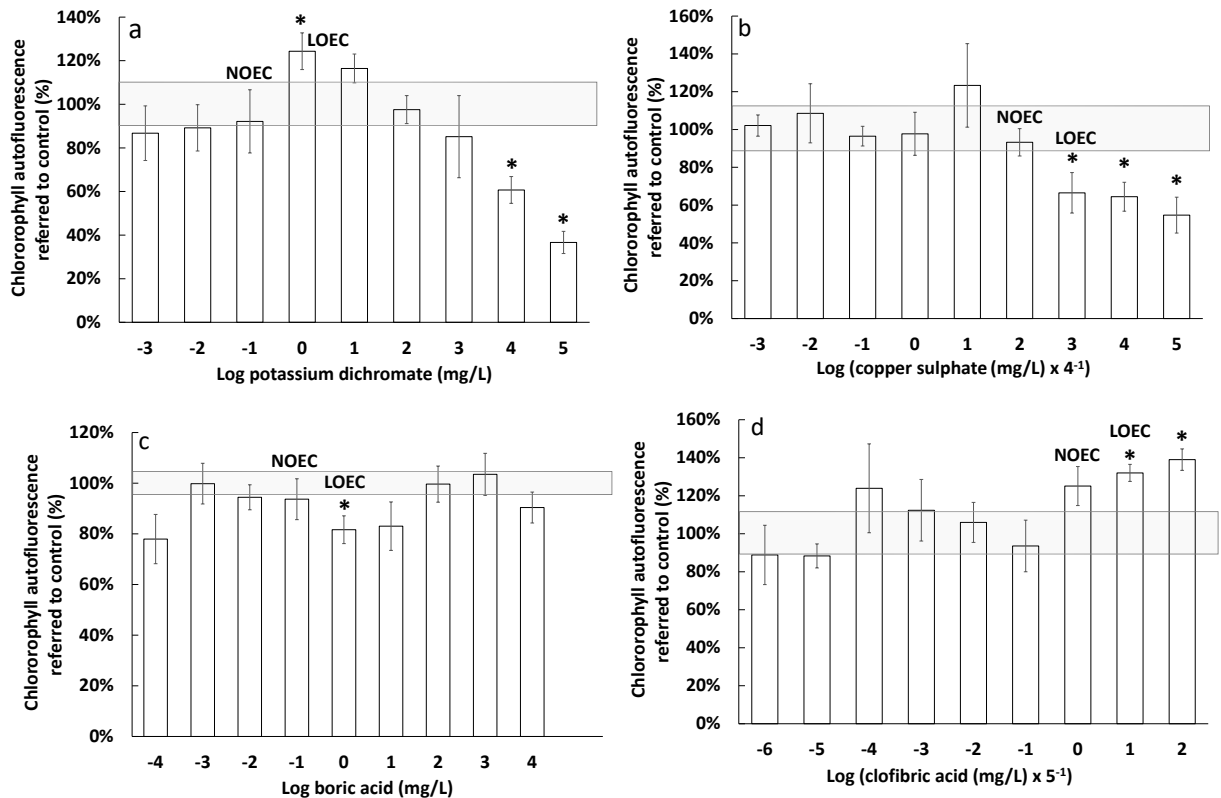 a
Chlororophyll autofluorescence
referred to control (%)
140%
120%
100%
80%
60%
40%
20%
0%
NOEC
*
LOEC
*
*
-3 -2 -1 0 1 2 3 4 5
Log potassium dichromate (mg/L)
b
Chlororophyll autofluorescence
referred to control (%)
160%
140%
120%
100%
80%
60%
40%
20%
0%
NOEC
LOEC
* * *
-3 -2 -1 0 1 2 3 4 5
Log (copper sulphate (mg/L) x 4-1)
c
Chlororophyll autofluorescence
referred to control (%)
120%
100%
80%
60%
40%
20%
0%
NOEC
LOEC
*
-4 -3 -2 -1 0 1 2 3 4
Log boric acid (mg/L)
d
Chlororophyll autofluorescence
referred to control (%)
160%
140%
120%
100%
80%
60%
40%
20%
0%
NOEC
LOEC
* *
-6 -5 -4 -3 -2 -1 0 1 2
Log (clofibric acid (mg/L) x 5-1)